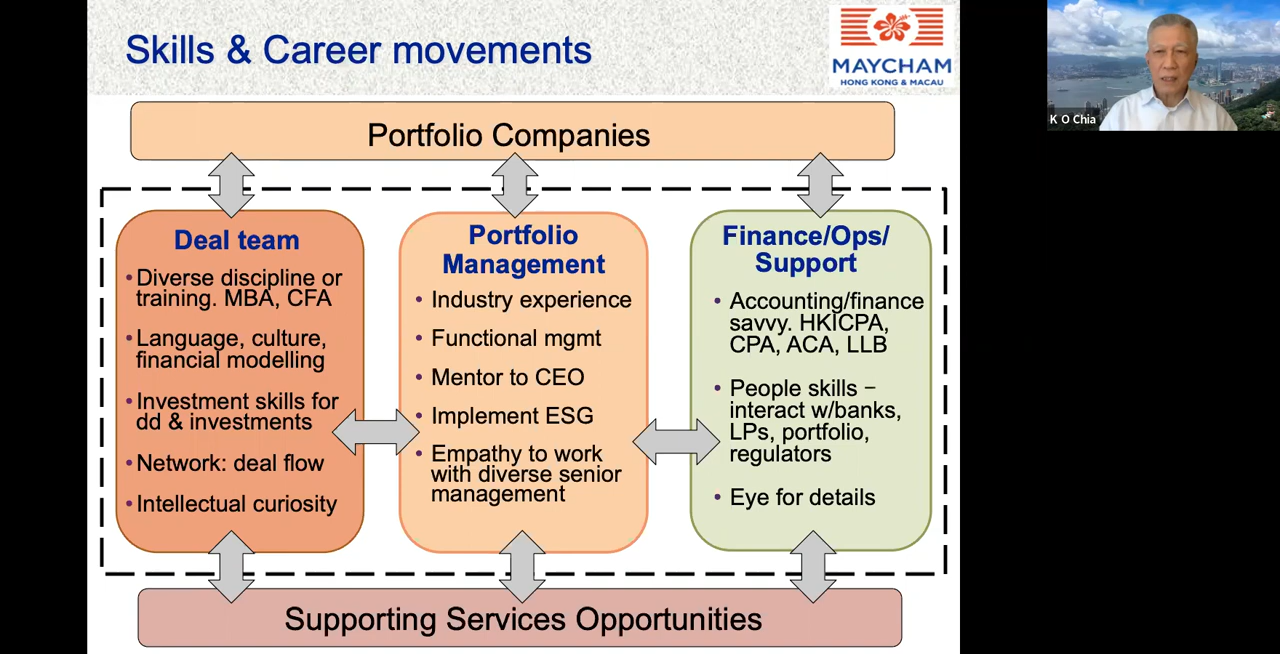 Skills & Career movements
MAYCHAM
HONG KONG & MACAU
K O Chia
Portfolio Companies
Deal team
•Diverse discipline or
training. MBA, CFA
•Language, culture,
financial modelling
•Investment skills for
dd & investments
•Network: deal flow
•Intellectual curiosity
Portfolio
Management
• Industry experience
• Functional mgmt
• Mentor to CEO
• Implement ESG
• Empathy to work
with diverse senior
management
Finance/Ops/
Support
• Accounting/finance
savvy. HKICPA,
CPA, ACA, LLB
• People skills –
interact w/banks,
LPs, portfolio,
regulators
• Eye for details
Supporting Services Opportunities